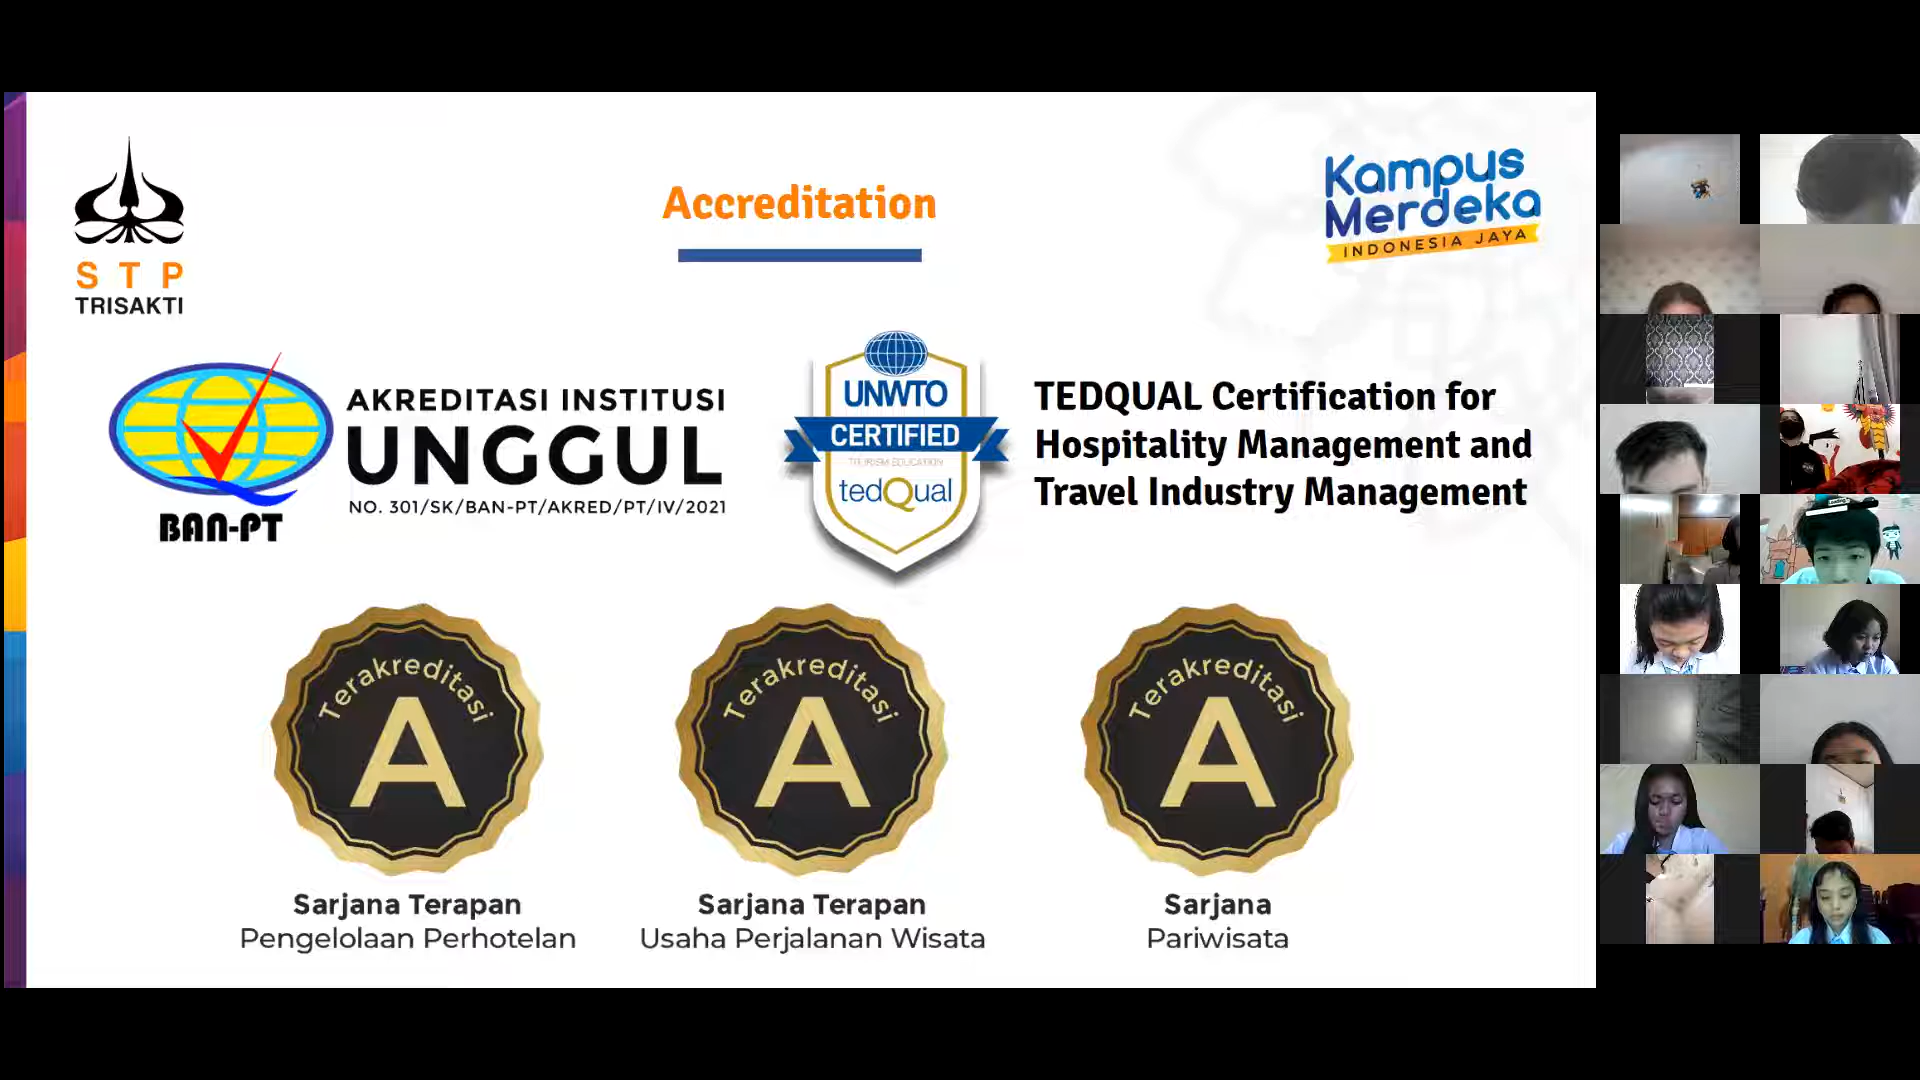 Accreditation
S T P
TRISAKTI
Kampus
Merdeka
INDONESIA JAYA
BAN-PT
AKREDITASI INSTITUSI
UNGGUL
NO. 301/SK/BAN-PT/AKRED/PT/IV/2021
UNWTO
CERTIFIED
TOURISM EDUCATION
tedQual
TEDQUAL Certification for
Hospitality Management and
Travel Industry Management
Terakreditasi
A
Sarjana Terapan
Pengelolaan Perhotelan
Terakreditasi
A
Sarjana Terapan
Usaha Perjalanan Wisata
Terakreditasi
A
Sarjana
Pariwisata